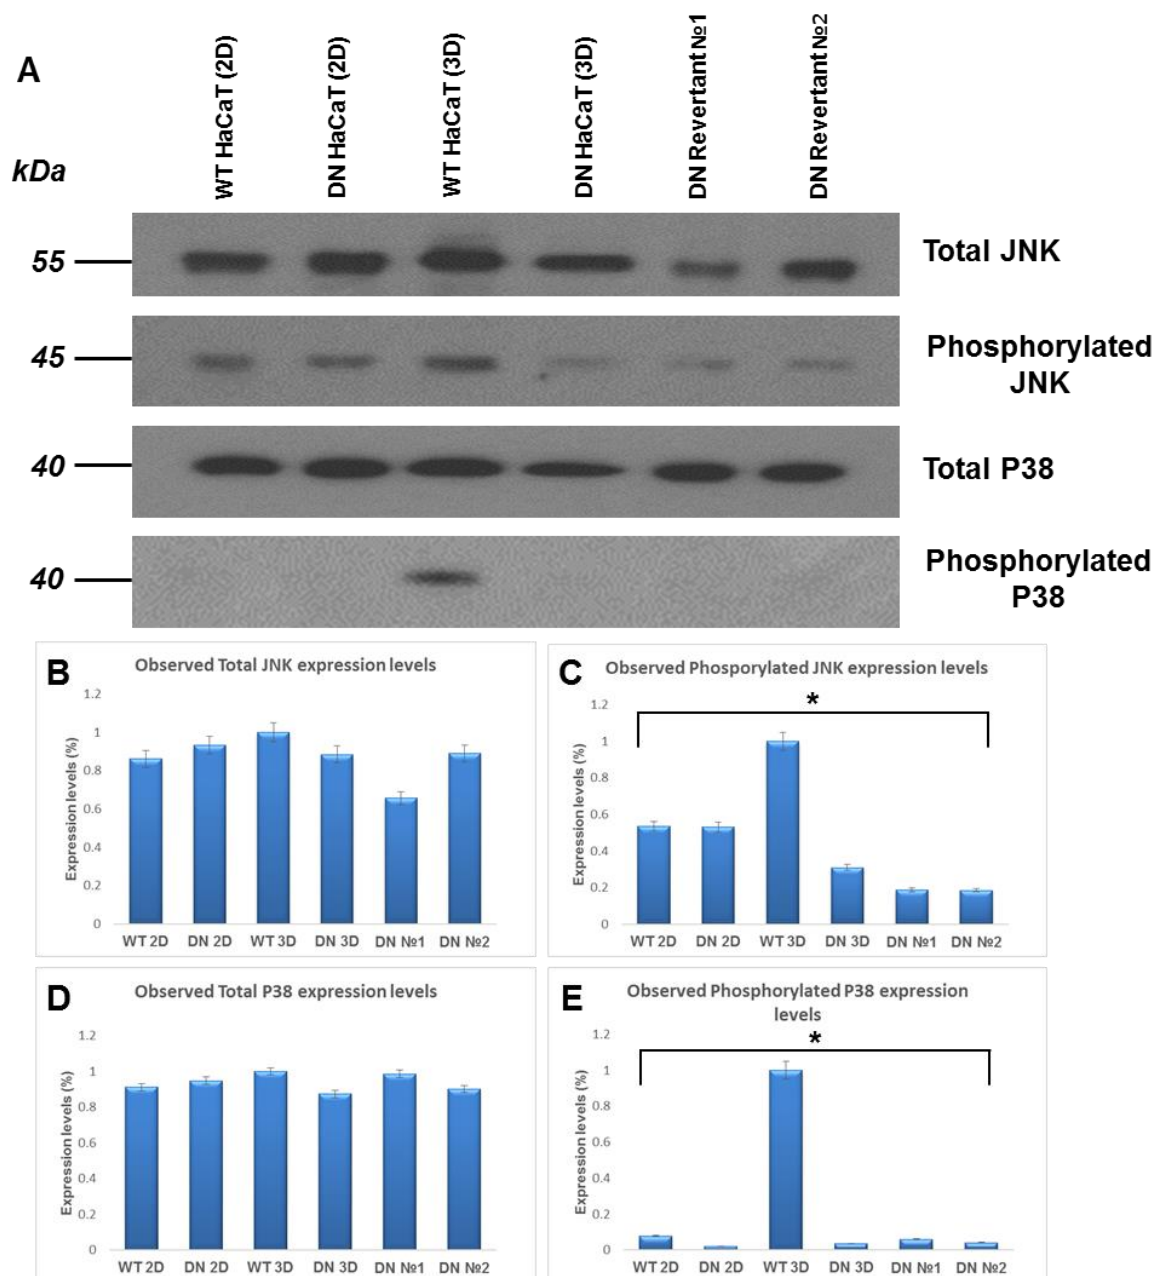 A
WT HaCaT (2D)
DN HaCaT (2D)
WT HaCaT (3D)
DN HaCaT (3D)
DN Revertant №1
DN Revertant №2
kDa
55
Total JNK
45
Phosphorylated
JNK
40
Total P38
40
Phosphorylated
P38
B
Observed Total JNK expression levels
Expression levels (%)
1.2
1
0.8
0.6
0.4
0.2
0
WT 2D DN 2D WT 3D DN 3D DN №1 DN №2
C
Observed Phosporylated JNK expression levels
*
Expression levels (%)
1.2
1
0.8
0.6
0.4
0.2
0
WT 2D DN 2D WT 3D DN 3D DN №1 DN №2
D
Observed Total P38 expression levels
Expression levels (%)
1.2
1
0.8
0.6
0.4
0.2
0
WT 2D DN 2D WT 3D DN 3D DN №1 DN №2
E
Observed Phosphorylated P38 expression
levels
*
Expression levels (%)
1.2
1
0.8
0.6
0.4
0.2
0
WT 2D DN 2D WT 3D DN 3D DN №1 DN №2